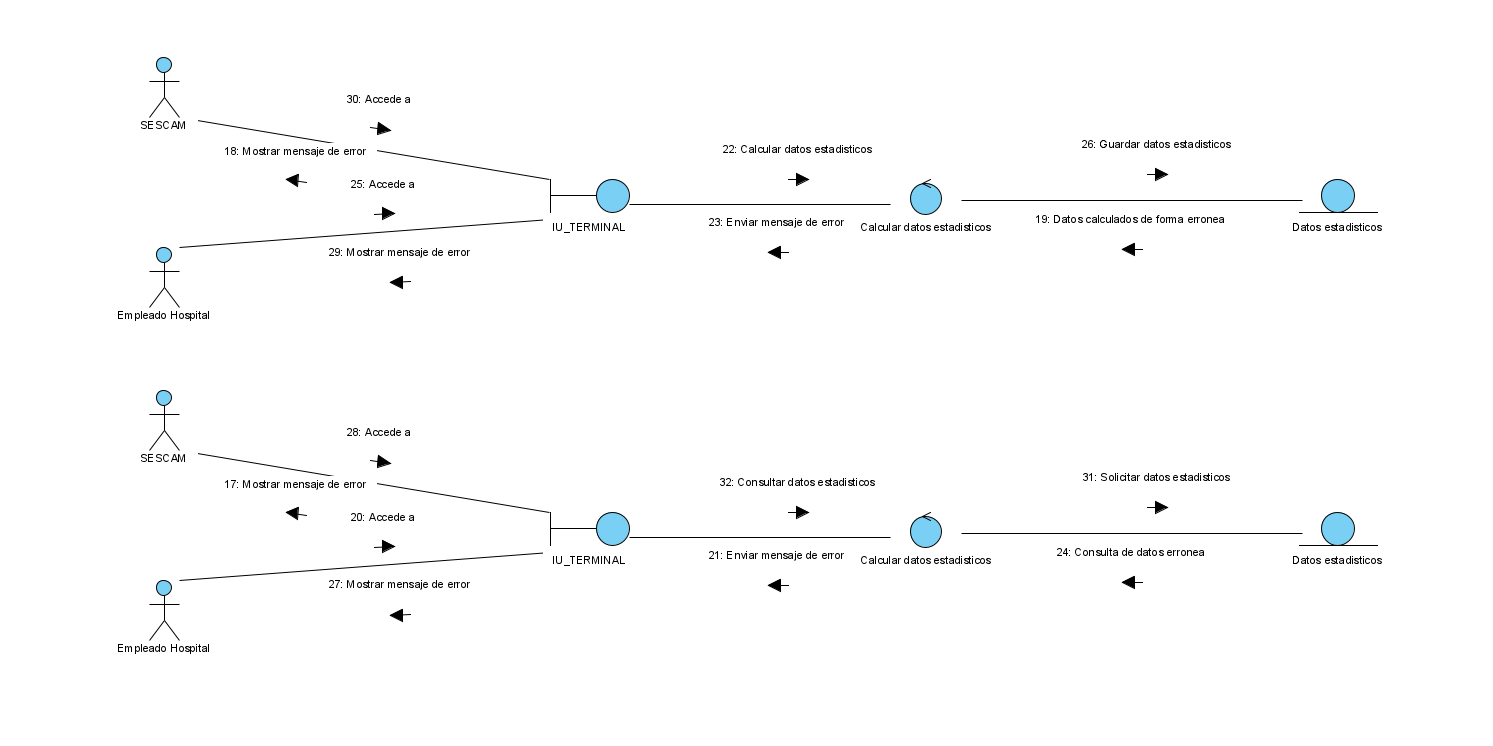 30: Accede a
SESCAM
18: Mostrar mensaje de error
25: Accede a
22: Calcular datos estadisticos
26: Guardar datos estadisticos
IU_TERMINAL
23: Enviar mensaje de error
Calcular datos estadisticos
19: Datos calculados de forma erronea
Datos estadisticos
29: Mostrar mensaje de error
Empleado Hospital
28: Accede a
SESCAM
17: Mostrar mensaje de error
20: Accede a
32: Consultar datos estadisticos
31: Solicitar datos estadisticos
IU_TERMINAL
21: Enviar mensaje de error
Calcular datos estadisticos
24: Consulta de datos erronea
Datos estadisticos
27: Mostrar mensaje de error
Empleado Hospital